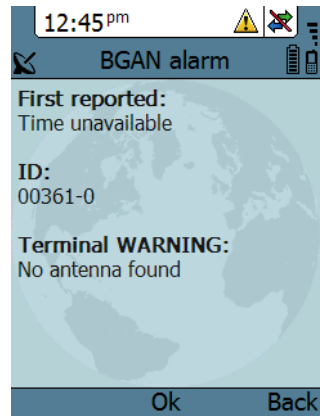 12:45pm
BGAN alarm
First reported:
Time unavailable
ID:
00361-0
Terminal WARNING:
No antenna found
Ok
Back